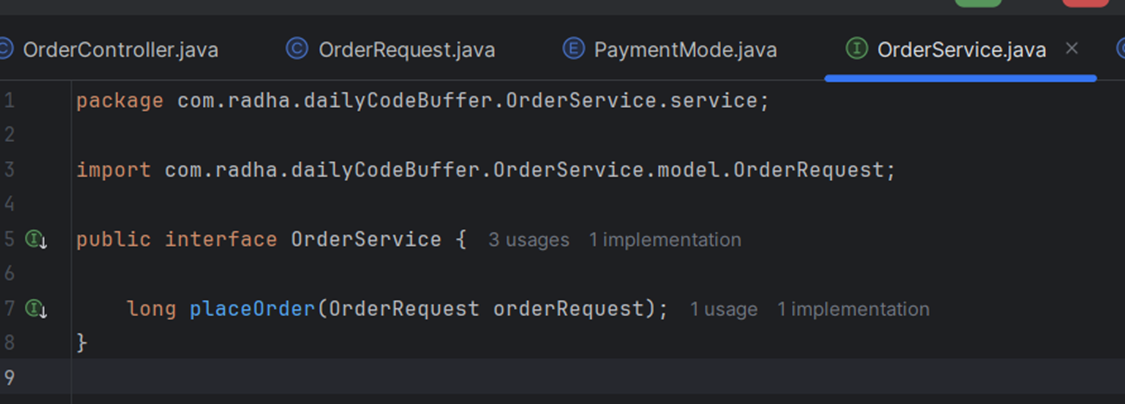 OrderController.java OrderRequest.java PaymentMode.java OrderService.java
1 package com.radha.dailyCodeBuffer.OrderService.service;
2
3 import com.radha.dailyCodeBuffer.OrderService.model.OrderRequest;
4
5 public interface OrderService { 3 usages 1 implementation
6
7 long placeOrder(OrderRequest orderRequest); 1 usage 1 implementation
8 }
9